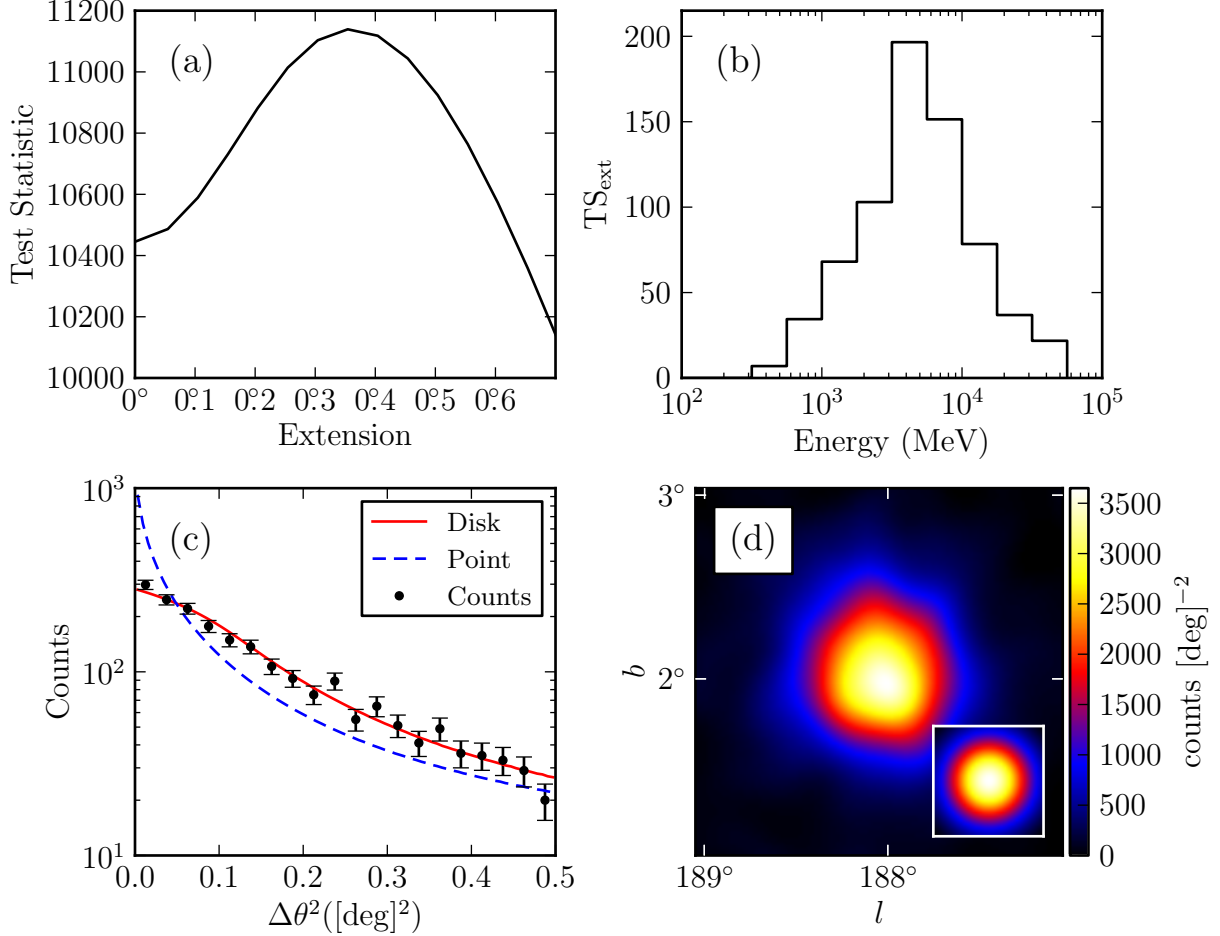 (a)
Test Statistic
11200
11000
10800
10600
10400
10200
10000
0° 0°.1 0°.2 0°.3 0°.4 0°.5 0°.6
Extension
(b)
TS_ext
200
150
100
50
0
10² 10³ 10⁴ 10⁵
Energy (MeV)
(c)
Counts
10³
10²
10¹
Disk
Point
Counts
0.0 0.1 0.2 0.3 0.4 0.5
Δθ²([deg]²)
(d)
b
3°
2°
189° 188°
l
3500
3000
2500
2000
1500
1000
500
0
counts [deg]⁻²